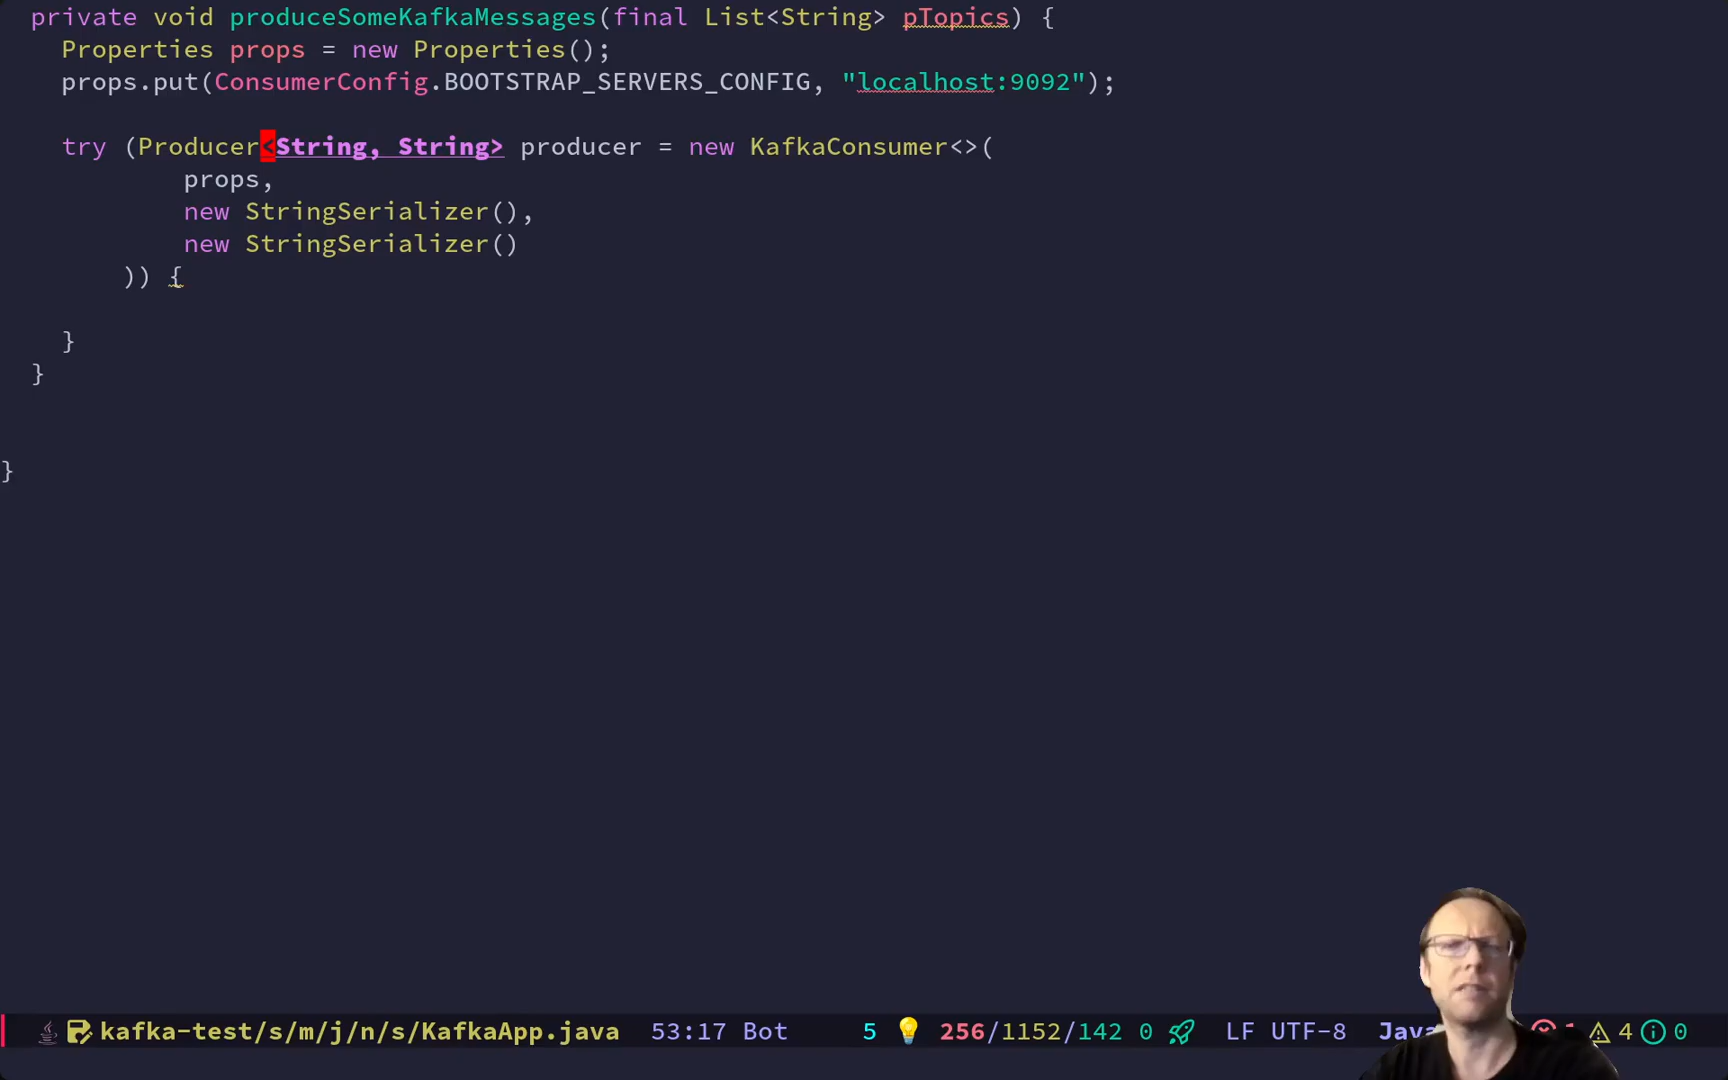 private void produceSomeKafkaMessages(final List<String> pTopics) {
Properties props = new Properties();
props.put(ConsumerConfig.BOOTSTRAP_SERVERS_CONFIG, "localhost:9092");
try (Producer<String, String> producer = new KafkaConsumer<>(
props,
new StringSerializer(),
new StringSerializer()
)) {
}
}
}
kafka-test/s/m/j/n/s/KafkaApp.java 53:17 Bot 5 256/1152/142 0 LF UTF-8 Java 4 0